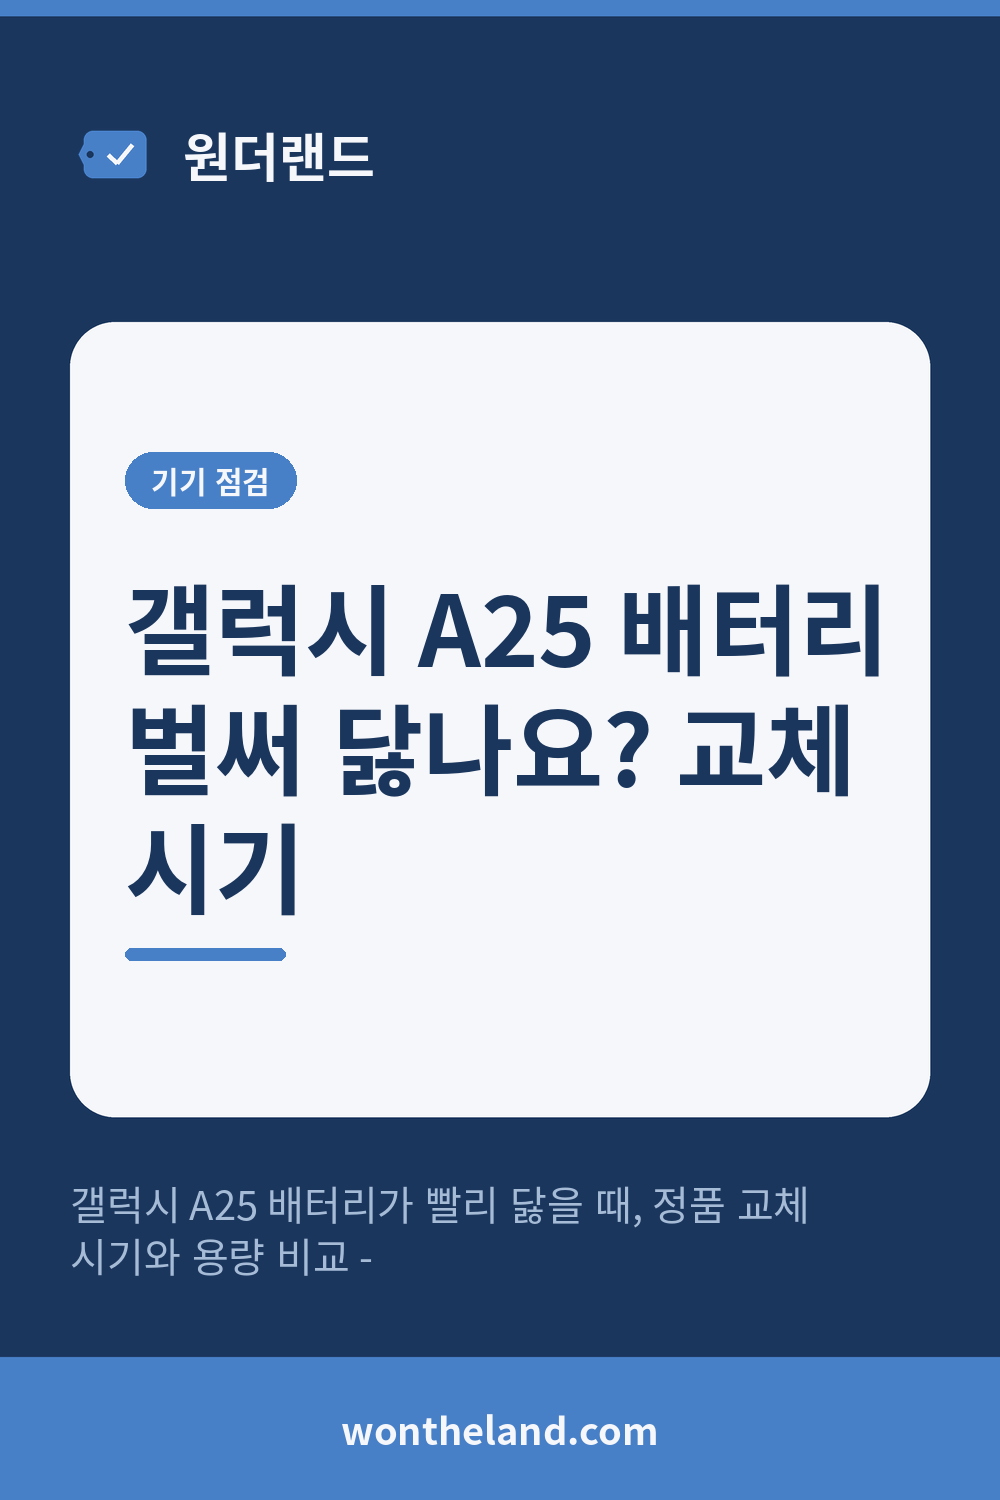 원더랜드
기기 점검
갤럭시 A25 배터리
벌써 닳나요? 교체
시기
갤럭시 A25 배터리가 빨리 닳을 때, 정품 교체
시기와 용량 비교 -
wontheland.com